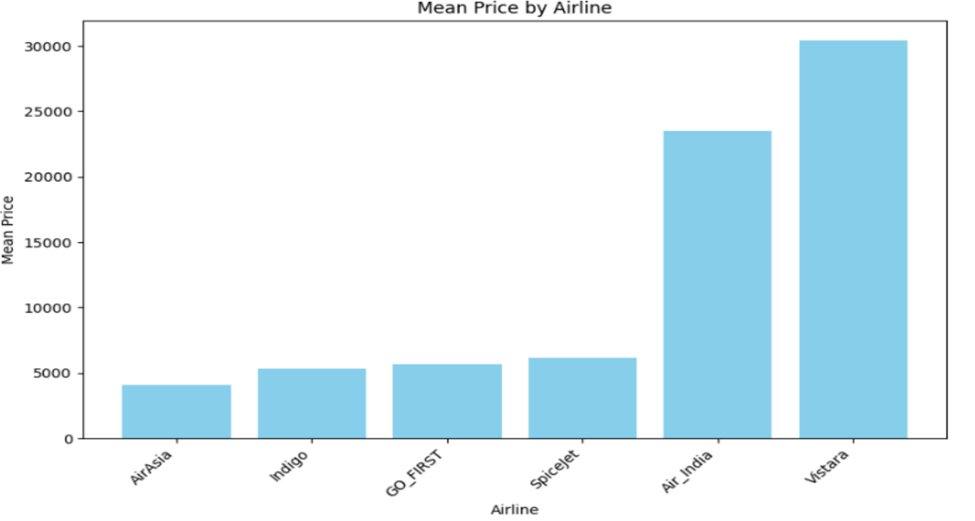 Mean Price by Airline
Mean Price
30000
25000
20000
15000
10000
5000
0
AirAsia
Indigo
GO_FIRST
SpiceJet
Air_India
Vistara
Airline